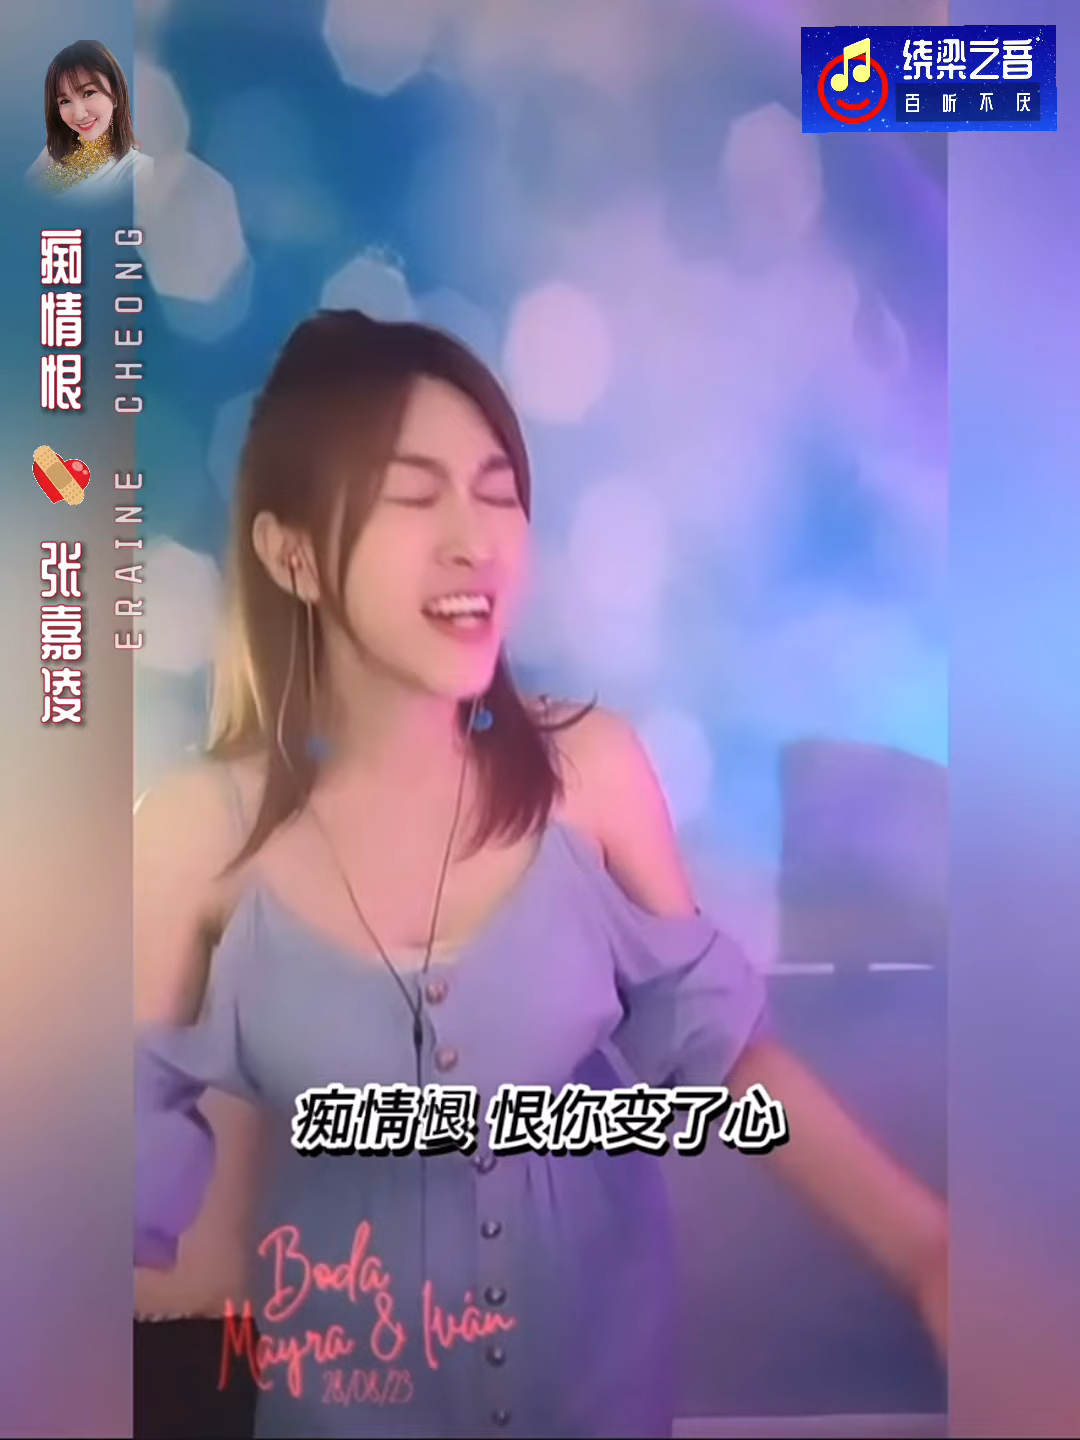 绕梁之音
百听不厌
痴情恨
张嘉凌
ERAINE CHEONG
痴情恨 恨你变了心
Boda
Mayra & Iván
28/08/23